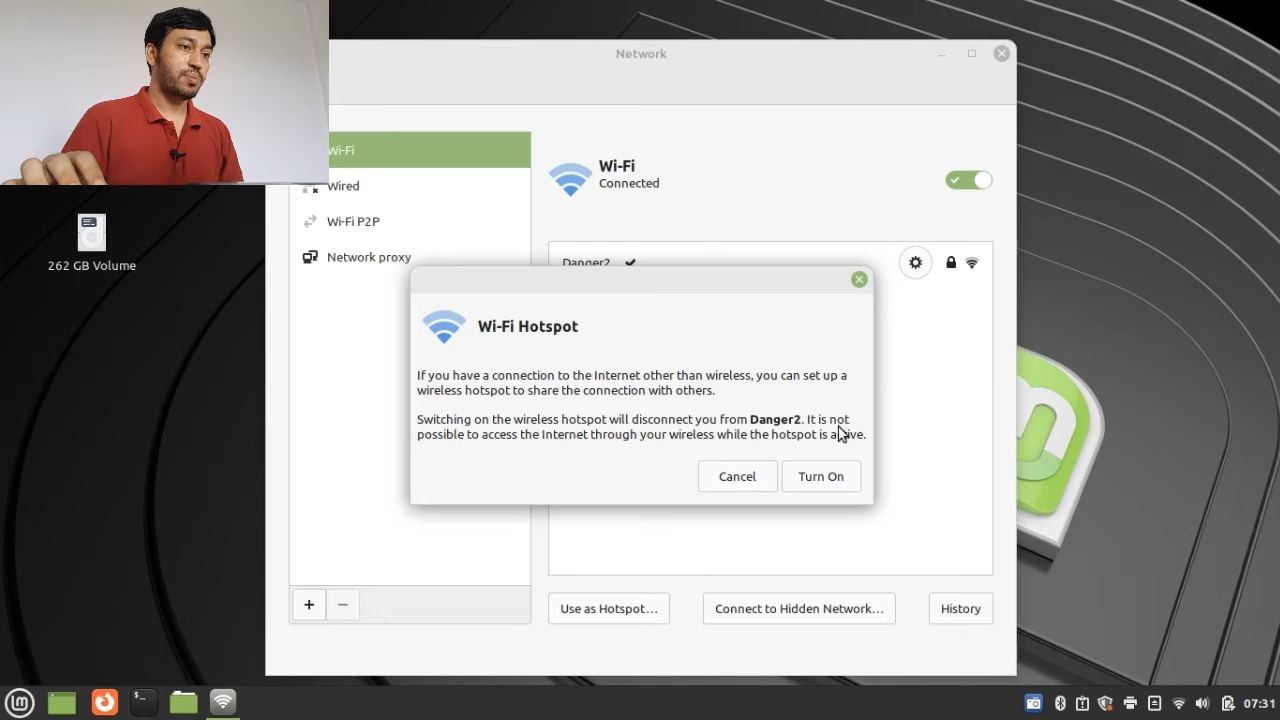 Network
Wi-Fi
Wired
Wi-Fi P2P
Network proxy
Wi-Fi
Connected
Danger2
Wi-Fi Hotspot
If you have a connection to the Internet other than wireless, you can set up a
wireless hotspot to share the connection with others.
Switching on the wireless hotspot will disconnect you from Danger2. It is not
possible to access the Internet through your wireless while the hotspot is active.
Cancel
Turn On
Use as Hotspot...
Connect to Hidden Network...
History
262 GB Volume
07:31